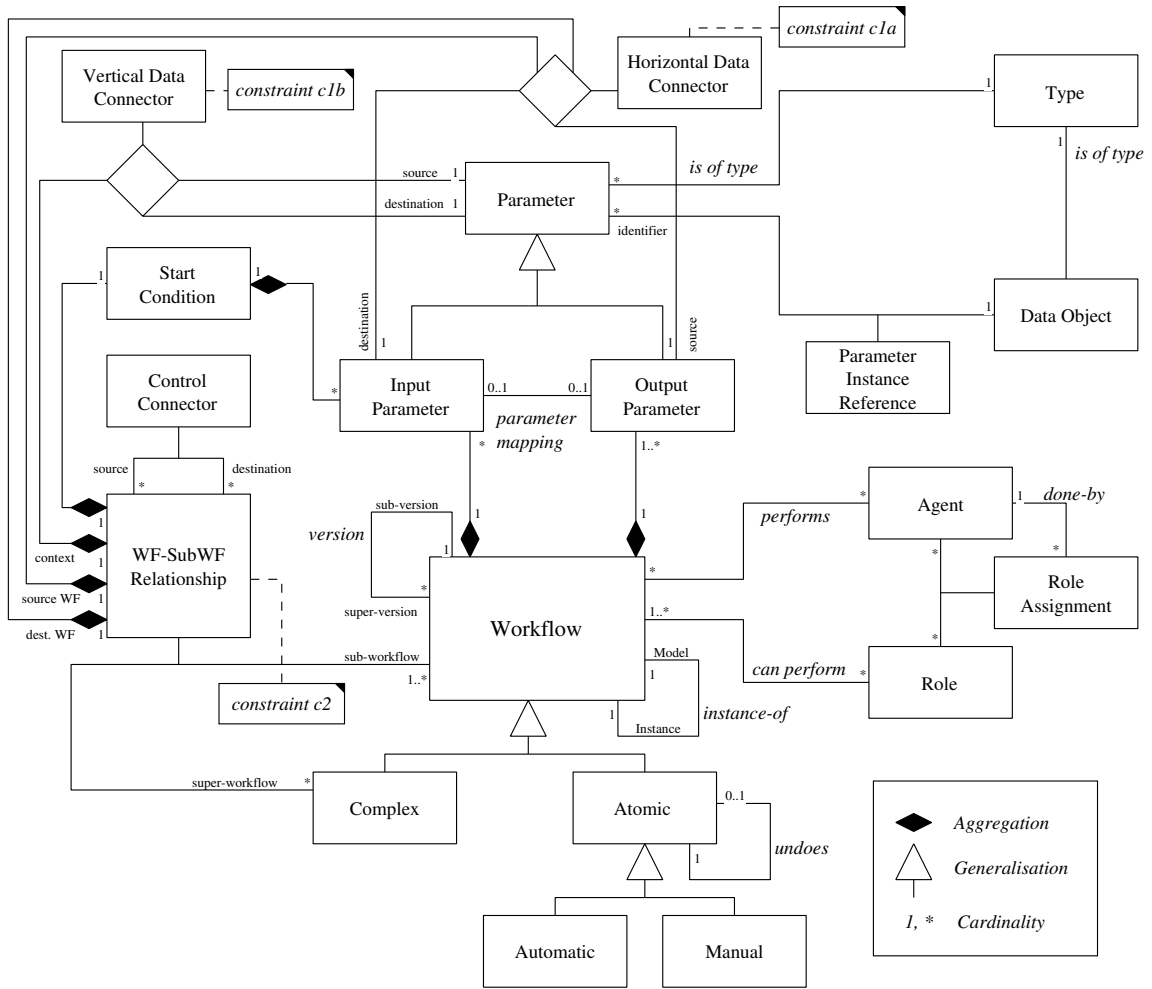 constraint c1a
Vertical Data
Connector
constraint c1b
Horizontal Data
Connector
1
Type
1
is of type
is of type
source 1
destination 1
Parameter
*
*
identifier
Start
Condition
1
1
destination
1
source
1
1
Data Object
Control
Connector
*
Input
Parameter
0..1
0..1
parameter
mapping
Output
Parameter
Parameter
Instance
Reference
source
destination
*
*
*
1..*
WF-SubWF
Relationship
1
context
1
source WF
1
dest. WF
1
version
sub-version
1
1
1
*
super-version
Workflow
*
performs
*
Agent
1
done-by
*
*
Role
Assignment
1..*
can perform
*
*
Role
sub-workflow
1..*
Model
1
instance-of
1
Instance
constraint c2
super-workflow
*
Complex
Atomic
0..1
1
undoes
Automatic
Manual
Aggregation
Generalisation
1, * Cardinality